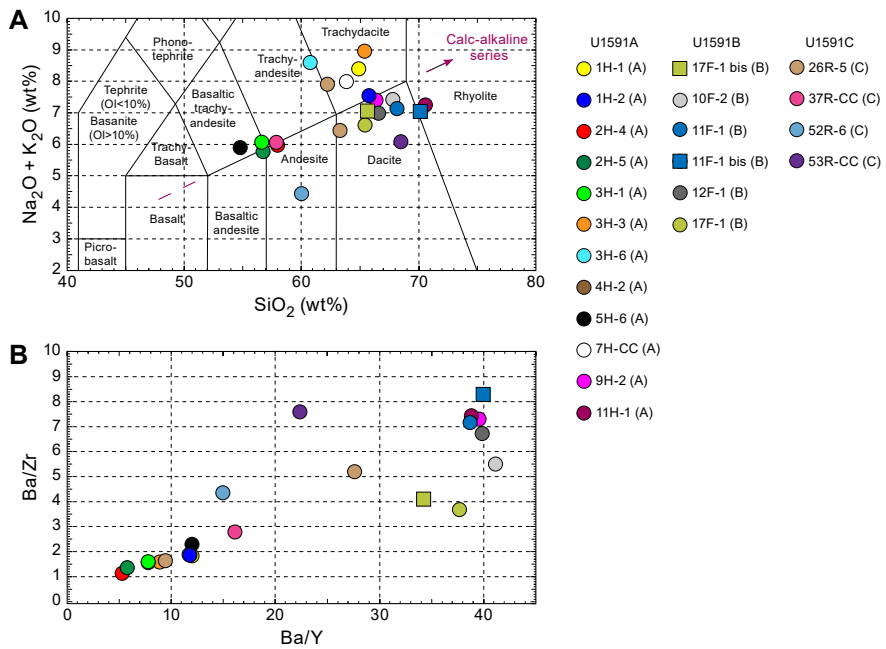 A
10
9
8
7
6
5
4
3
2
Na₂O + K₂O (wt%)
40
50
60
70
80
SiO₂ (wt%)
Phono-
tephrite
Tephrite
(Ol<10%)
Basanite
(Ol>10%)
Trachy-
Basalt
Basaltic
trachy-
andesite
Trachy-
andesite
Trachydacite
Rhyolite
Calc-alkaline
series
Andesite
Dacite
Basalt
Basaltic
andesite
Picro-
basalt
B
10
9
8
7
6
5
4
3
2
1
0
Ba/Zr
0
10
20
30
40
Ba/Y
U1591A
1H-1 (A)
1H-2 (A)
2H-4 (A)
2H-5 (A)
3H-1 (A)
3H-3 (A)
3H-6 (A)
4H-2 (A)
5H-6 (A)
7H-CC (A)
9H-2 (A)
11H-1 (A)
U1591B
17F-1 bis (B)
10F-2 (B)
11F-1 (B)
11F-1 bis (B)
12F-1 (B)
17F-1 (B)
U1591C
26R-5 (C)
37R-CC (C)
52R-6 (C)
53R-CC (C)